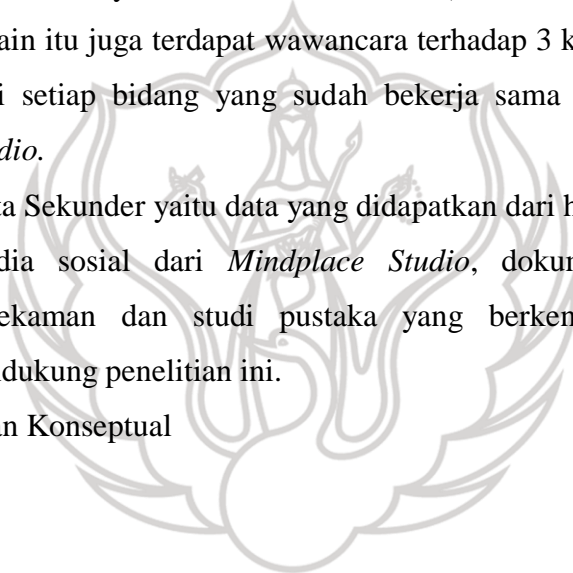 ain itu juga terdapat wawancara terhadap 3 k
i setiap bidang yang sudah bekerja sama
dio.
ta Sekunder yaitu data yang didapatkan dari h
dia sosial dari Mindplace Studio, dokun
ekaman dan studi pustaka yang berken
dukung penelitian ini.
an Konseptual